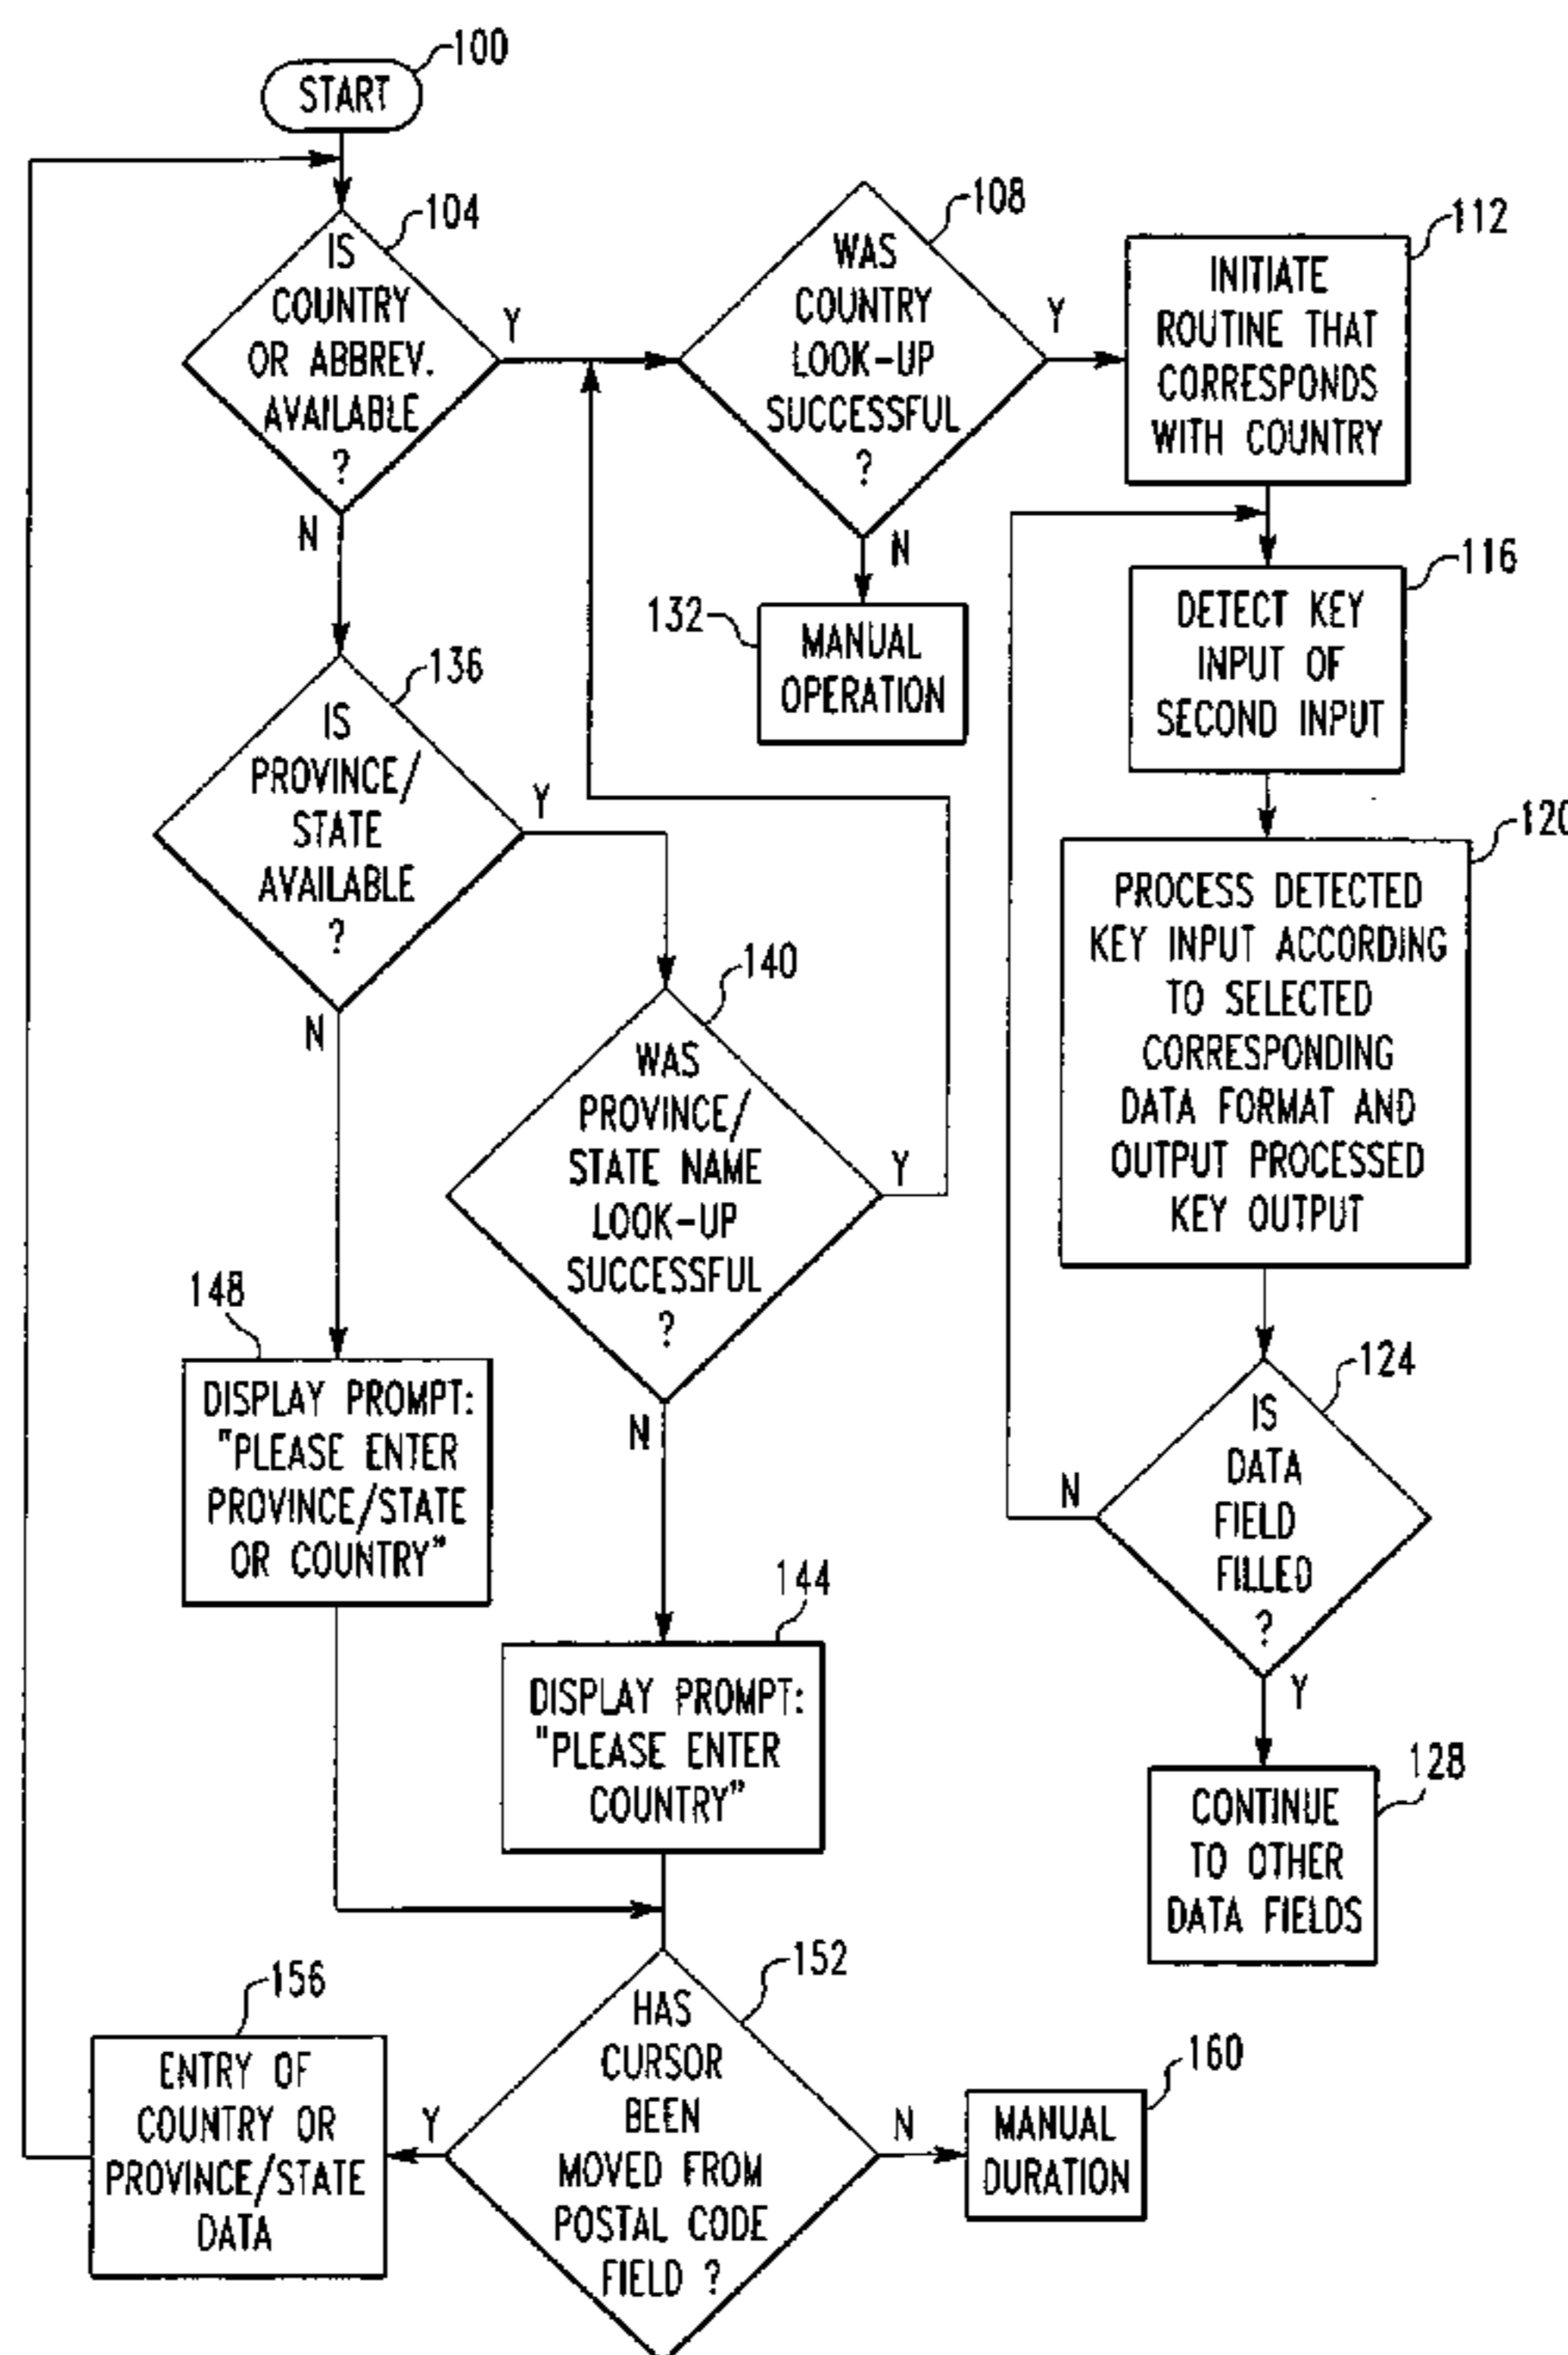 100
START
104
IS
COUNTRY
OR ABBREV.
AVAILABLE
?
Y
N
108
WAS
COUNTRY
LOOK-UP
SUCCESSFUL
?
Y
N
112
INITIATE
ROUTINE THAT
CORRESPONDS
WITH COUNTRY
116
DETECT KEY
INPUT OF
SECOND INPUT
132
MANUAL
OPERATION
136
IS
PROVINCE/
STATE
AVAILABLE
?
Y
N
120
PROCESS DETECTED
KEY INPUT ACCORDING
TO SELECTED
CORRESPONDING
DATA FORMAT AND
OUTPUT PROCESSED
KEY OUTPUT
140
WAS
PROVINCE/
STATE NAME
LOOK-UP
SUCCESSFUL
?
Y
N
148
DISPLAY PROMPT:
"PLEASE ENTER
PROVINCE/STATE
OR COUNTRY"
124
IS
DATA
FIELD
FILLED
?
N
Y
144
DISPLAY PROMPT:
"PLEASE ENTER
COUNTRY"
128
CONTINUE
TO OTHER
DATA FIELDS
152
HAS
CURSOR
BEEN
MOVED FROM
POSTAL CODE
FIELD ?
Y
N
156
ENTRY OF
COUNTRY OR
PROVINCE/STATE
DATA
160
MANUAL
DURATION